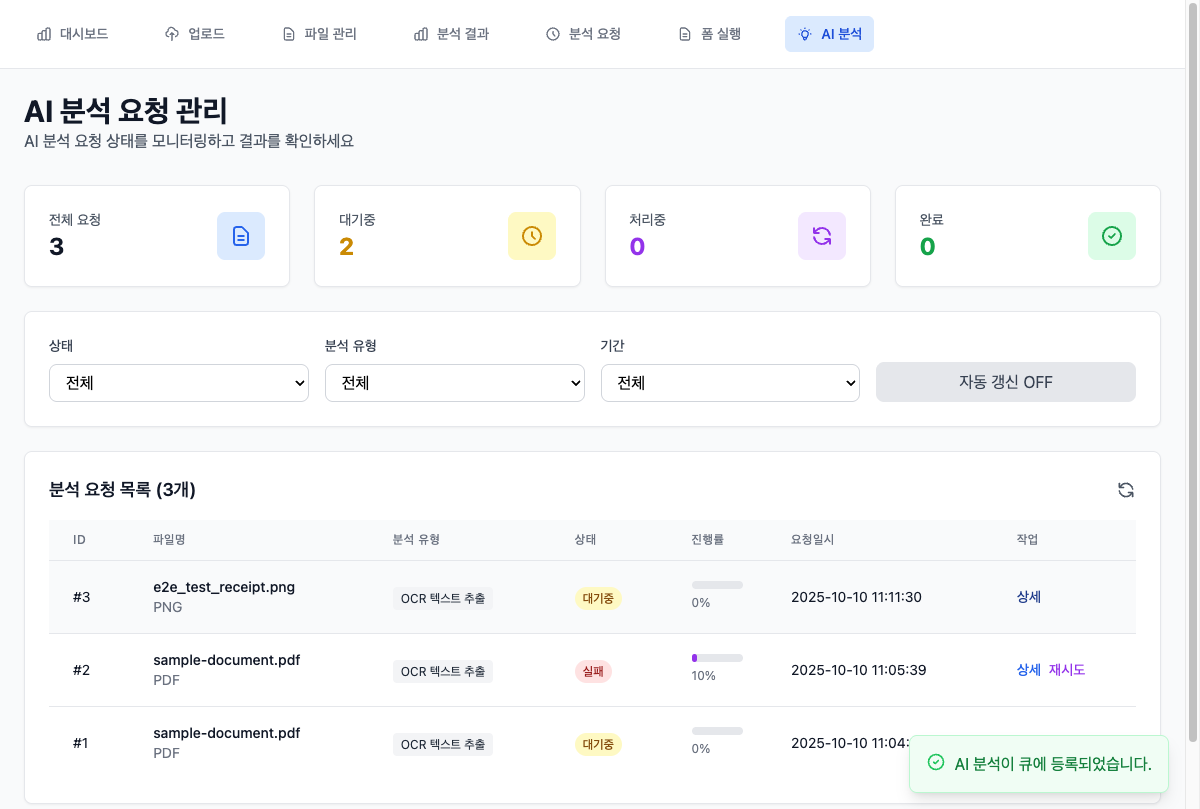 대시보드 업로드 파일 관리 분석 결과 분석 요청 폼 실행 AI 분석
AI 분석 요청 관리
AI 분석 요청 상태를 모니터링하고 결과를 확인하세요
전체 요청
3
대기중
2
처리중
0
완료
0
상태
전체
분석 유형
전체
기간
전체
자동 갱신 OFF
분석 요청 목록 (3개)
ID 파일명 분석 유형 상태 진행률 요청일시 작업
#3 e2e_test_receipt.png OCR 텍스트 추출 대기중 0% 2025-10-10 11:11:30 상세
PNG
#2 sample-document.pdf OCR 텍스트 추출 실패 10% 2025-10-10 11:05:39 상세 재시도
PDF
#1 sample-document.pdf OCR 텍스트 추출 대기중 0% 2025-10-10 11:04:
PDF
AI 분석이 큐에 등록되었습니다.